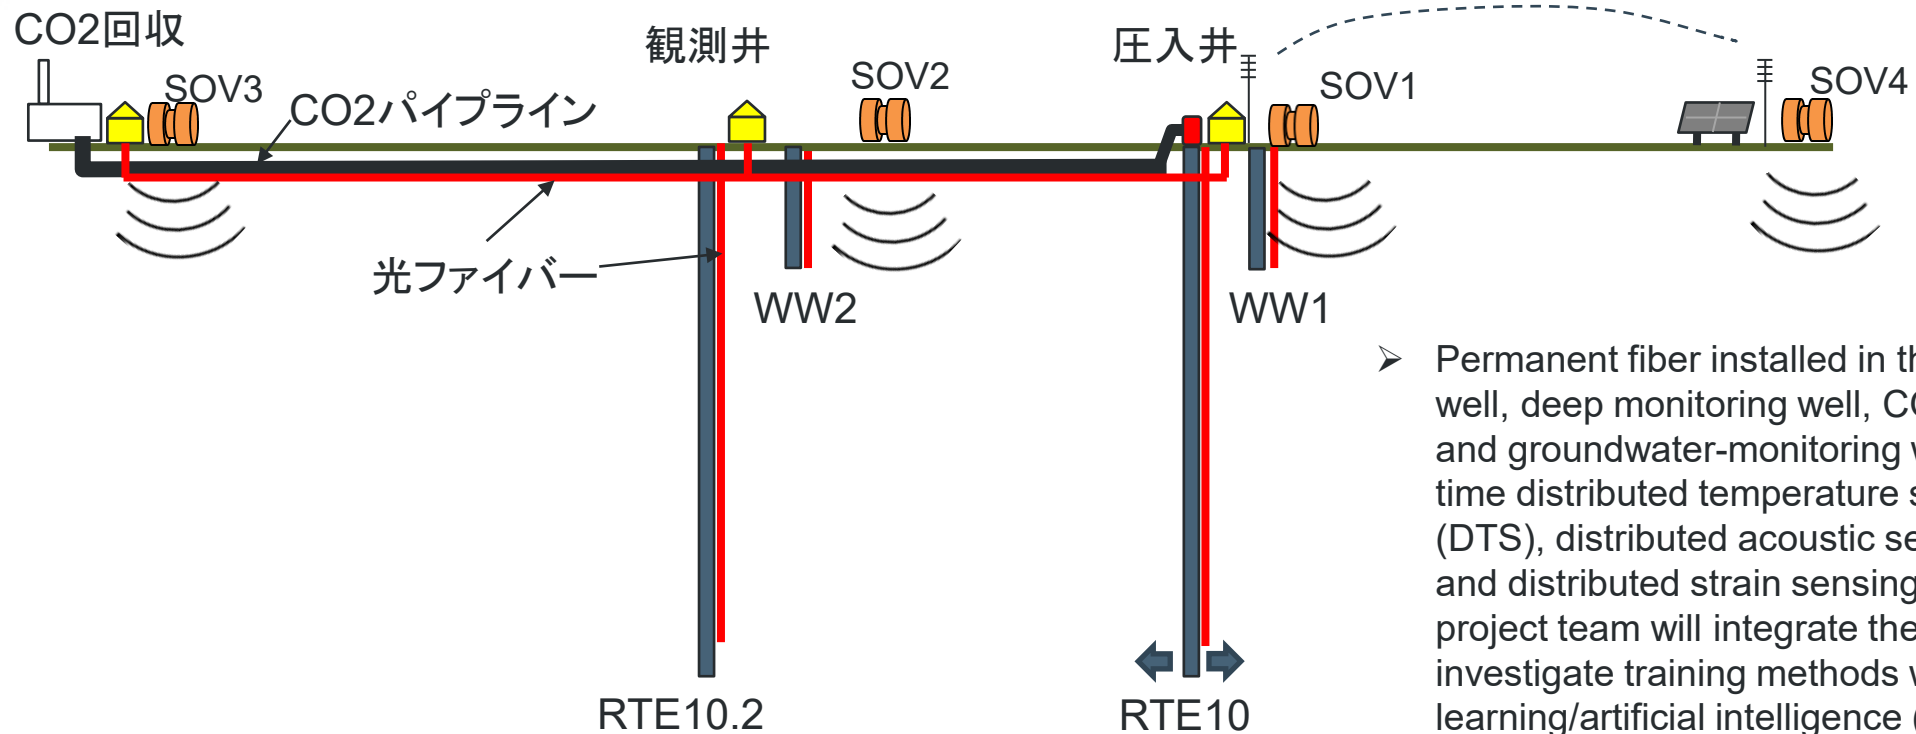 CO2回収
観測井
圧入井
SOV3
SOV2
SOV1
SOV4
CO2パイプライン
光ファイバー
WW2
WW1
RTE10.2
RTE10
➢ Permanent fiber installed in
well, deep monitoring well,
and groundwater-monitoring
time distributed temperature
(DTS), distributed acoustic
and distributed strain sensing
project team will integrate the
investigate training methods
learning/artificial intelligence (